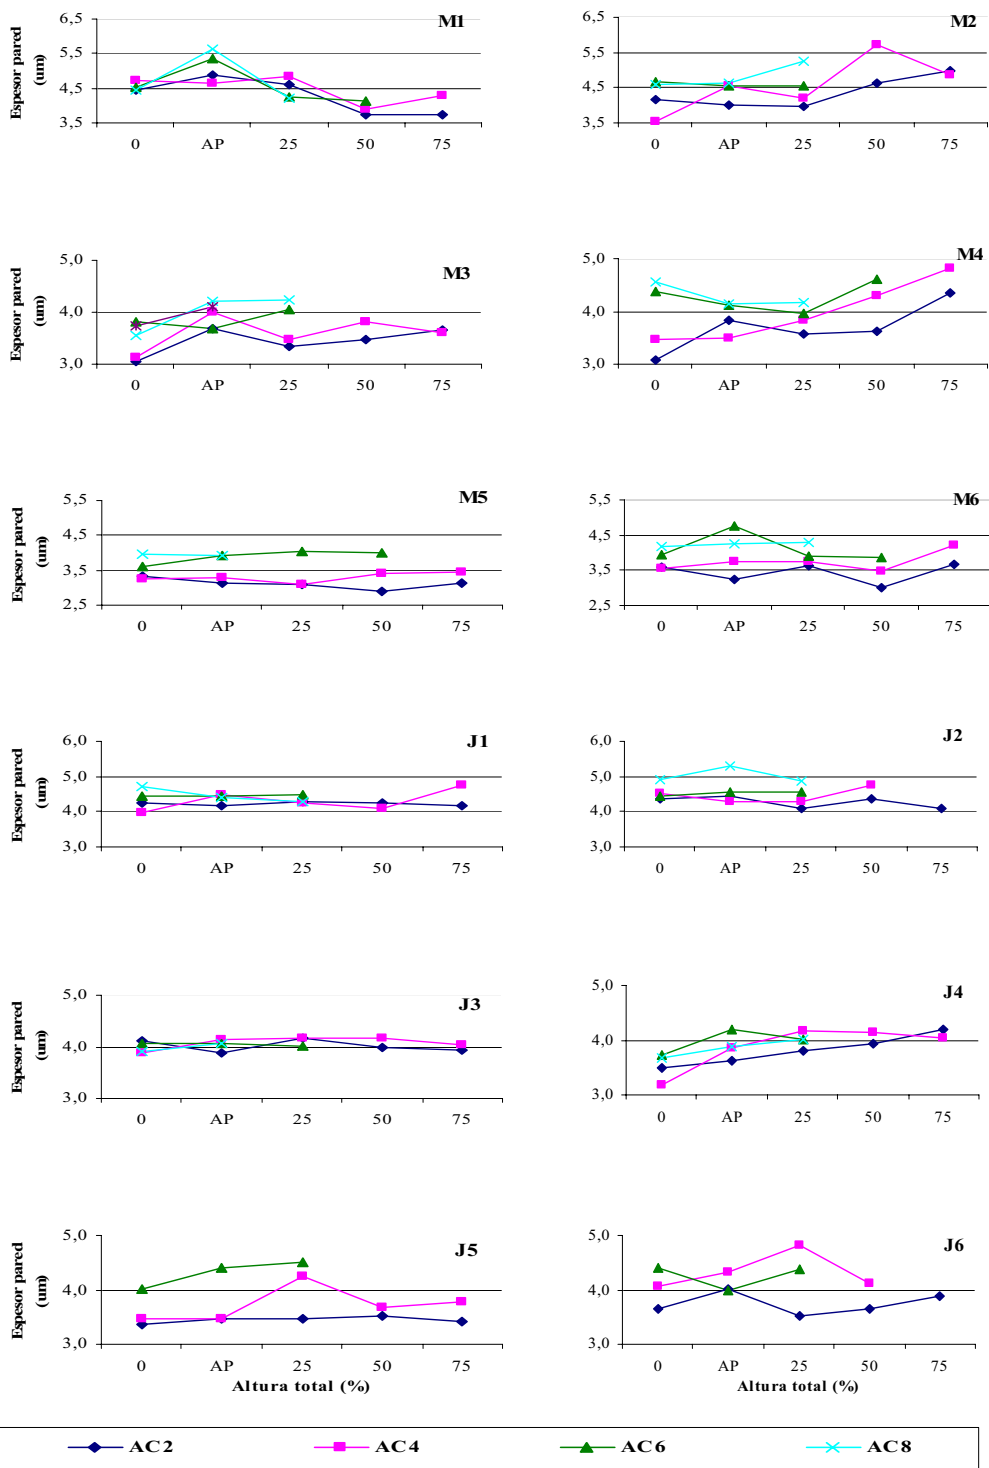 M1
Espesor pared
(um)
6,5
5,5
4,5
3,5
0 AP 25 50 75
M2
6,5
5,5
4,5
3,5
0 AP 25 50 75
M3
Espesor pared
(um)
5,0
4,0
3,0
0 AP 25 50 75
M4
5,0
4,0
3,0
0 AP 25 50 75
M5
Espesor pared
(um)
5,5
4,5
3,5
2,5
0 AP 25 50 75
M6
5,5
4,5
3,5
2,5
0 AP 25 50 75
J1
Espesor pared
(um)
6,0
5,0
4,0
3,0
0 AP 25 50 75
J2
6,0
5,0
4,0
3,0
0 AP 25 50 75
J3
Espesor pared
(um)
5,0
4,0
3,0
0 AP 25 50 75
J4
5,0
4,0
3,0
0 AP 25 50 75
J5
Espesor pared
(um)
5,0
4,0
3,0
0 AP 25 50 75
Altura total (%)
J6
5,0
4,0
3,0
0 AP 25 50 75
Altura total (%)
AC2 AC4 AC6 AC8